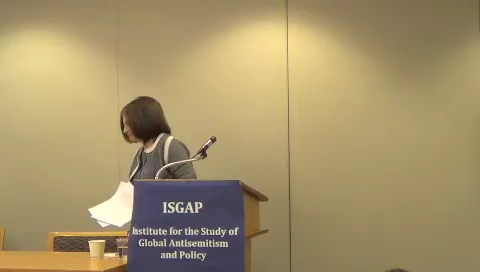 ISGAP
Institute for the Study of
Global Antisemitism
and Policy